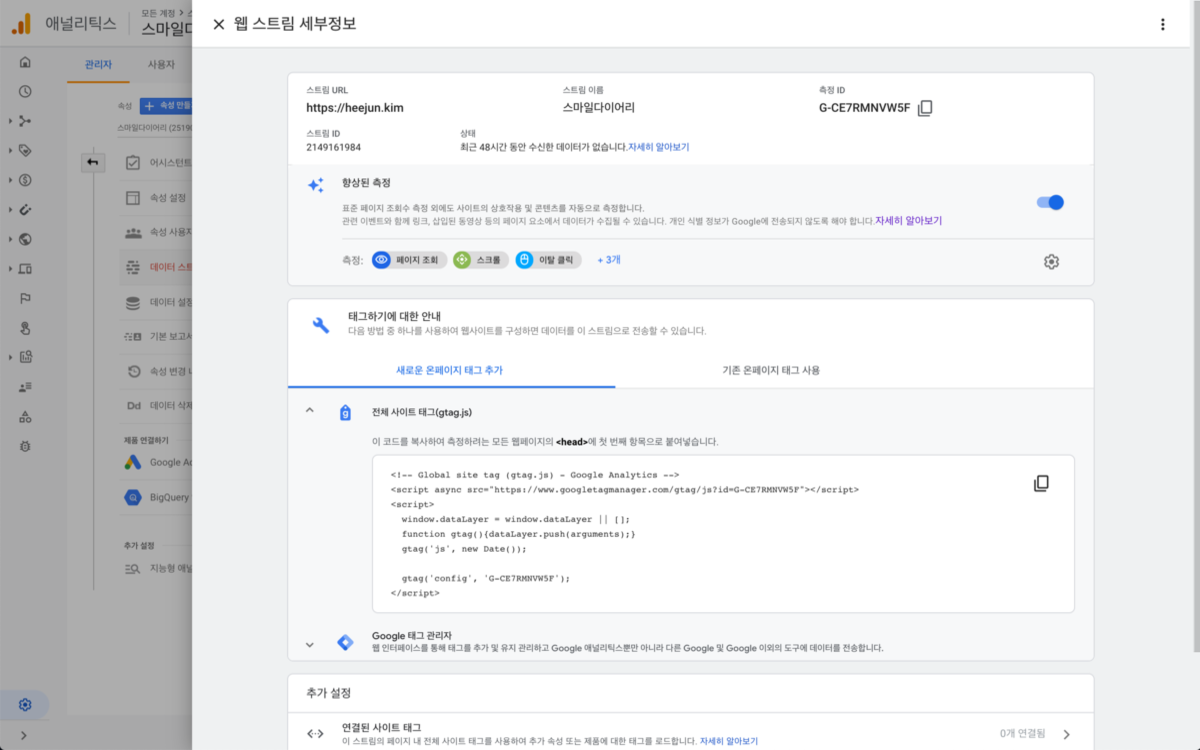 애널리틱스
모든 계정 >
스마일다
웹 스트림 세부정보
관리자
사용자
속성
속성 만들
스마일다이어리 (2519
어시스턴트
속성 설정
속성 사용자
데이터 스트
데이터 설정
기본 보고서
속성 변경 내
Dd 데이터 삭제
제품 연결하기
Google Ad
BigQuery
추가 설정
지능형 애널
스트림 URL
스트림 이름
측정 ID
https://heejun.kim
스마일다이어리
G-CE7RMNVW5F
스트림 ID
상태
2149161984
최근 48시간 동안 수신한 데이터가 없습니다.자세히 알아보기
향상된 측정
표준 페이지 조회수 측정 외에도 사이트의 상호작용 및 콘텐츠를 자동으로 측정합니다.
관련 이벤트와 함께 링크, 삽입된 동영상 등의 페이지 요소에서 데이터가 수집될 수 있습니다. 개인 식별 정보가 Google에 전송되지 않도록 해야 합니다.자세히 알아보기
측정: 페이지 조회 스크롤 이탈 클릭 + 3개
태그하기에 대한 안내
다음 방법 중 하나를 사용하여 웹사이트를 구성하면 데이터를 이 스트림으로 전송할 수 있습니다.
새로운 온페이지 태그 추가
기존 온페이지 태그 사용
전체 사이트 태그(gtag.js)
이 코드를 복사하여 측정하려는 모든 웹페이지의 <head>에 첫 번째 항목으로 붙여넣습니다.
<!-- Global site tag (gtag.js) - Google Analytics -->
<script async src="https://www.googletagmanager.com/gtag/js?id=G-CE7RMNVW5F"></script>
<script>
window.dataLayer = window.dataLayer || [];
function gtag(){dataLayer.push(arguments);}
gtag('js', new Date());
gtag('config', 'G-CE7RMNVW5F');
</script>
Google 태그 관리자
웹 인터페이스를 통해 태그를 추가 및 유지 관리하고 Google 애널리틱스뿐만 아니라 다른 Google 및 Google 이외의 도구에 데이터를 전송합니다.
추가 설정
연결된 사이트 태그
이 스트림의 페이지 내 전체 사이트 태그를 사용하여 추가 속성 또는 제품에 대한 태그를 로드합니다. 자세히 알아보기
0개 연결됨